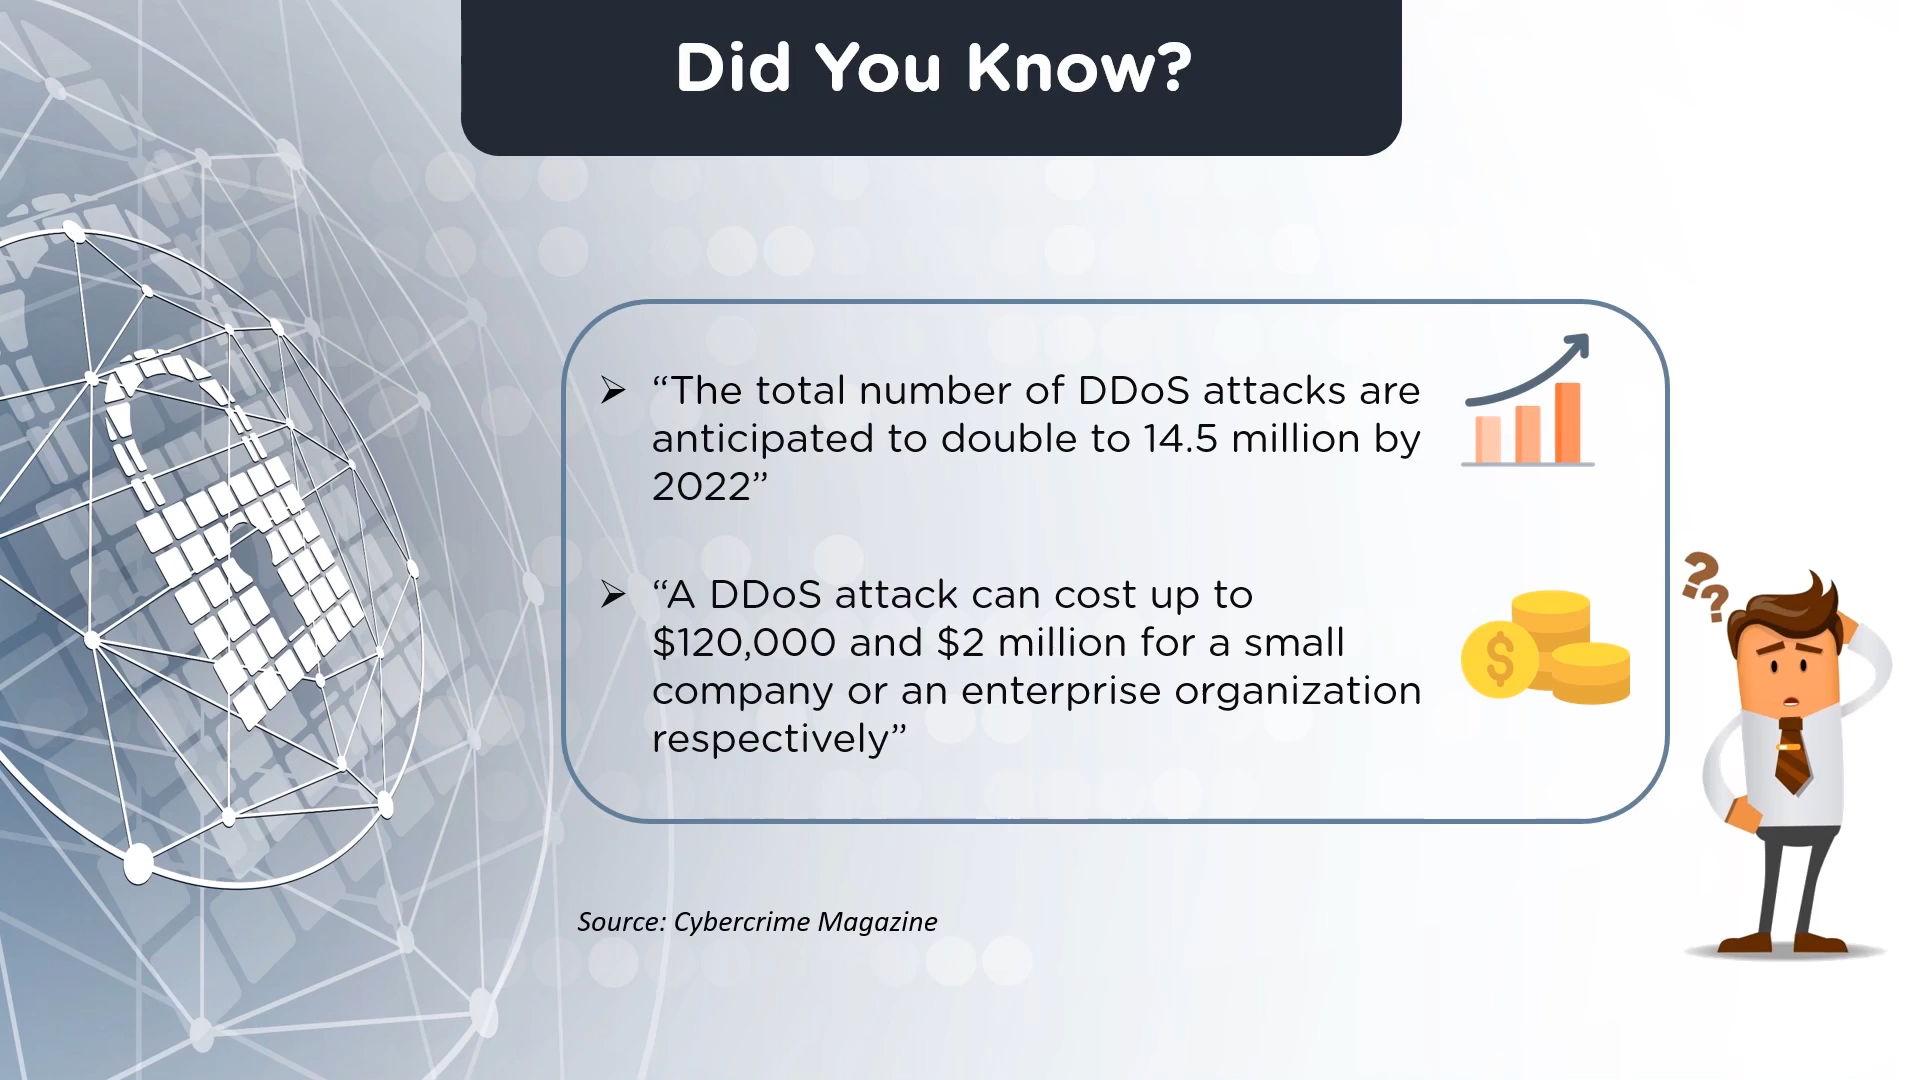 Did You Know?
“The total number of DDoS attacks are
anticipated to double to 14.5 million by
2022”
“A DDoS attack can cost up to
$120,000 and $2 million for a small
company or an enterprise organization
respectively”
$
??
Source: Cybercrime Magazine